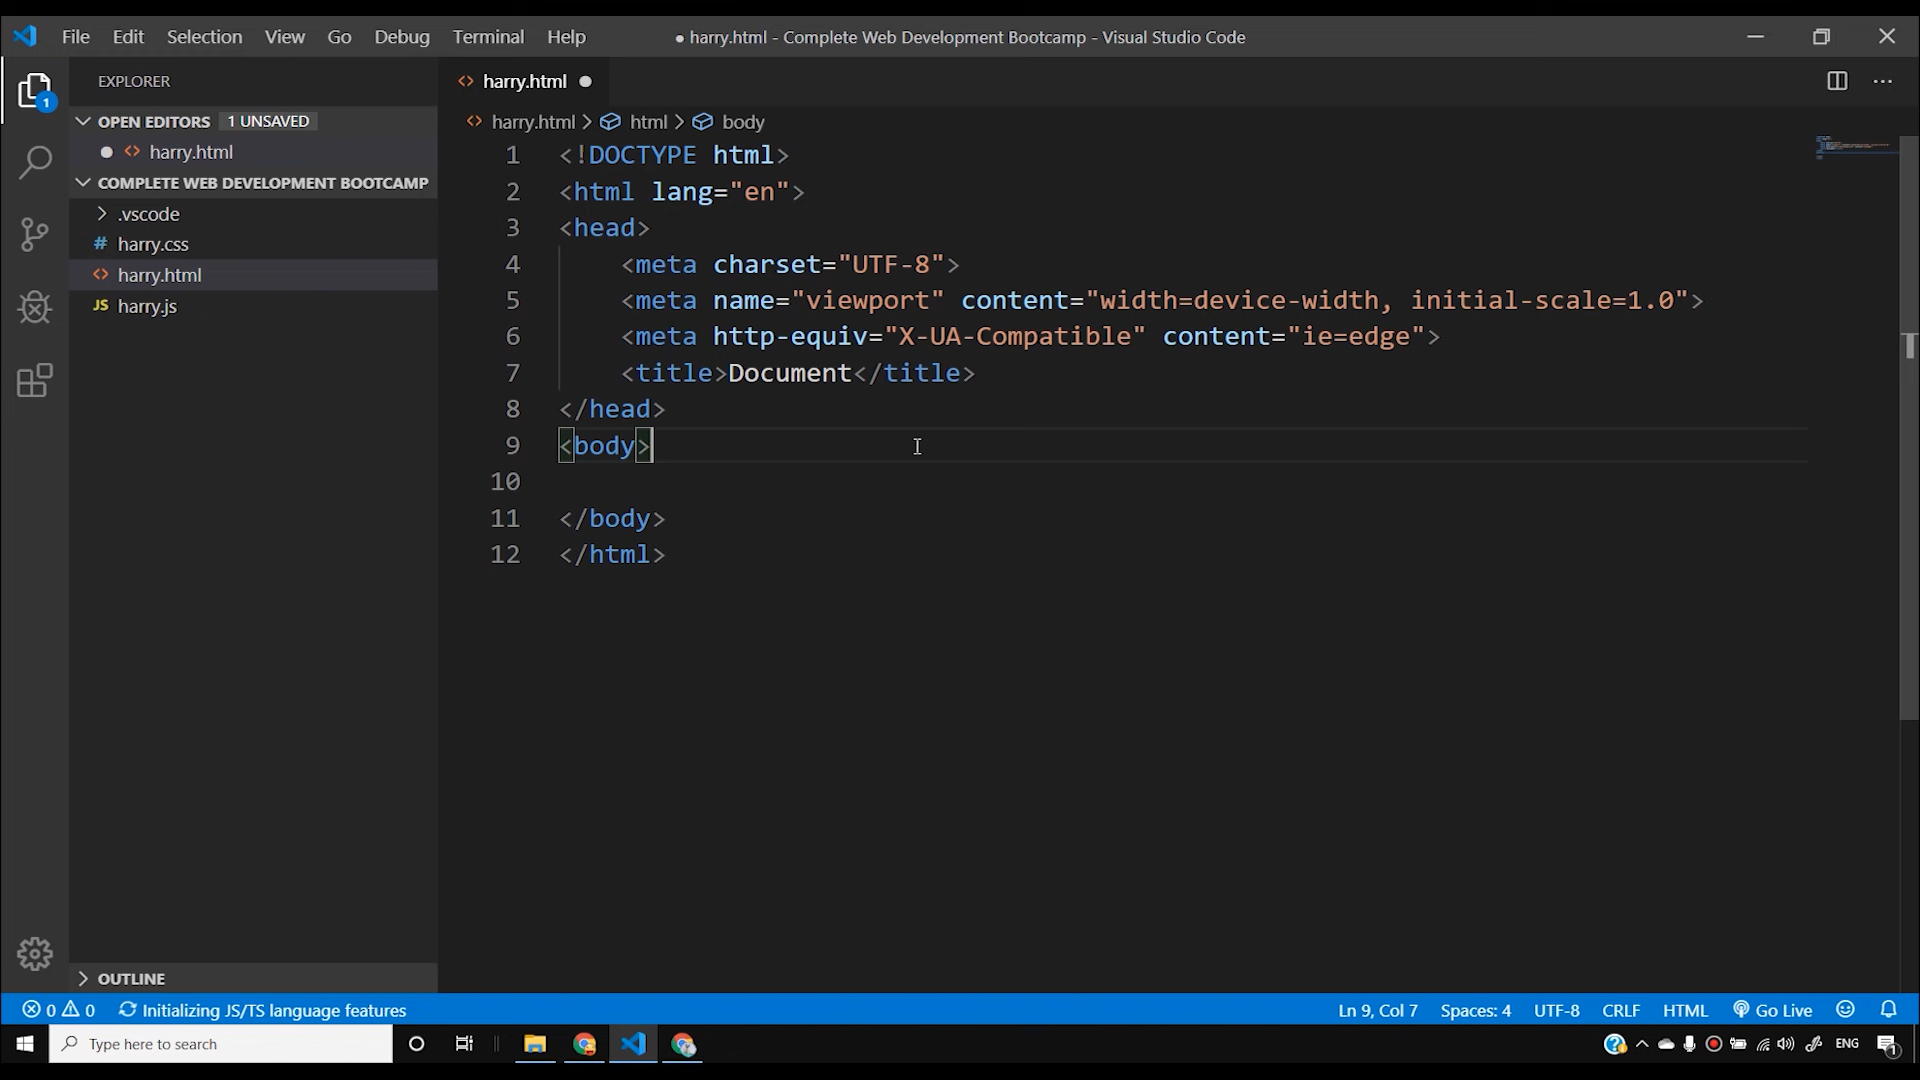 File Edit Selection View Go Debug Terminal Help
● harry.html - Complete Web Development Bootcamp - Visual Studio Code
EXPLORER
OPEN EDITORS 1 UNSAVED
harry.html
COMPLETE WEB DEVELOPMENT BOOTCAMP
.vscode
# harry.css
<> harry.html
JS harry.js
OUTLINE
1
<> harry.html
<> harry.html > html > body
1 <!DOCTYPE html>
2 <html lang="en">
3 <head>
4 <meta charset="UTF-8">
5 <meta name="viewport" content="width=device-width, initial-scale=1.0">
6 <meta http-equiv="X-UA-Compatible" content="ie=edge">
7 <title>Document</title>
8 </head>
9 <body>
10
11 </body>
12 </html>
0 0 Initializing JS/TS language features
Ln 9, Col 7 Spaces: 4 UTF-8 CRLF HTML Go Live
Type here to search
ENG
1